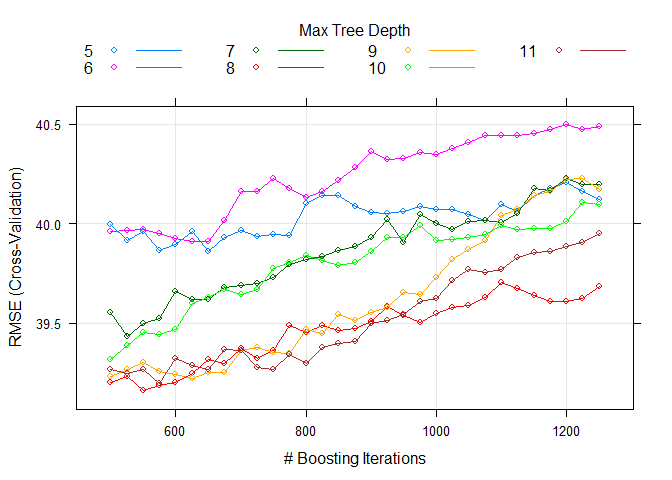 Max Tree Depth
5 7 9 11
6 8 10
RMSE (Cross-Validation)
40.5
40.0
39.5
600 800 1000 1200
# Boosting Iterations